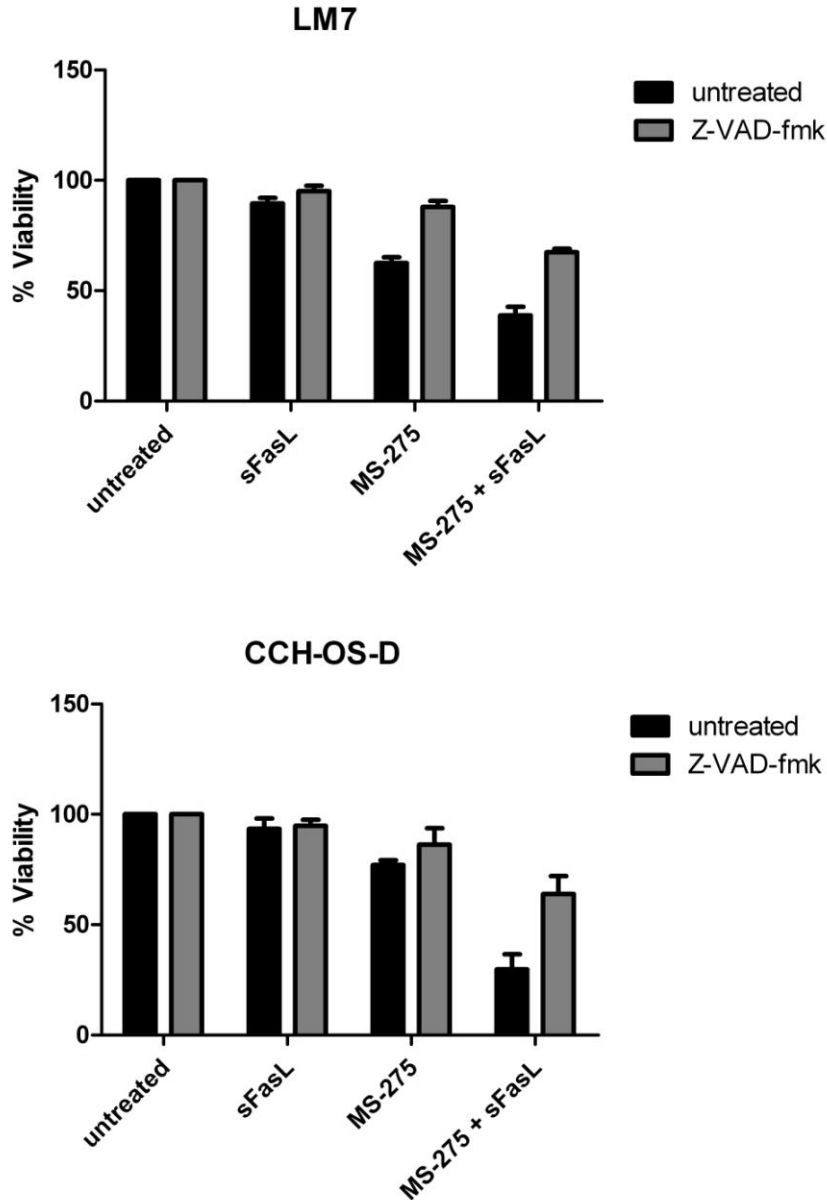 LM7
150
100
50
0
% Viability
untreated
sFasL
MS-275
MS-275 + sFasL
untreated
Z-VAD-fmk
CCH-OS-D
150
100
50
0
% Viability
untreated
sFasL
MS-275
MS-275 + sFasL
untreated
Z-VAD-fmk